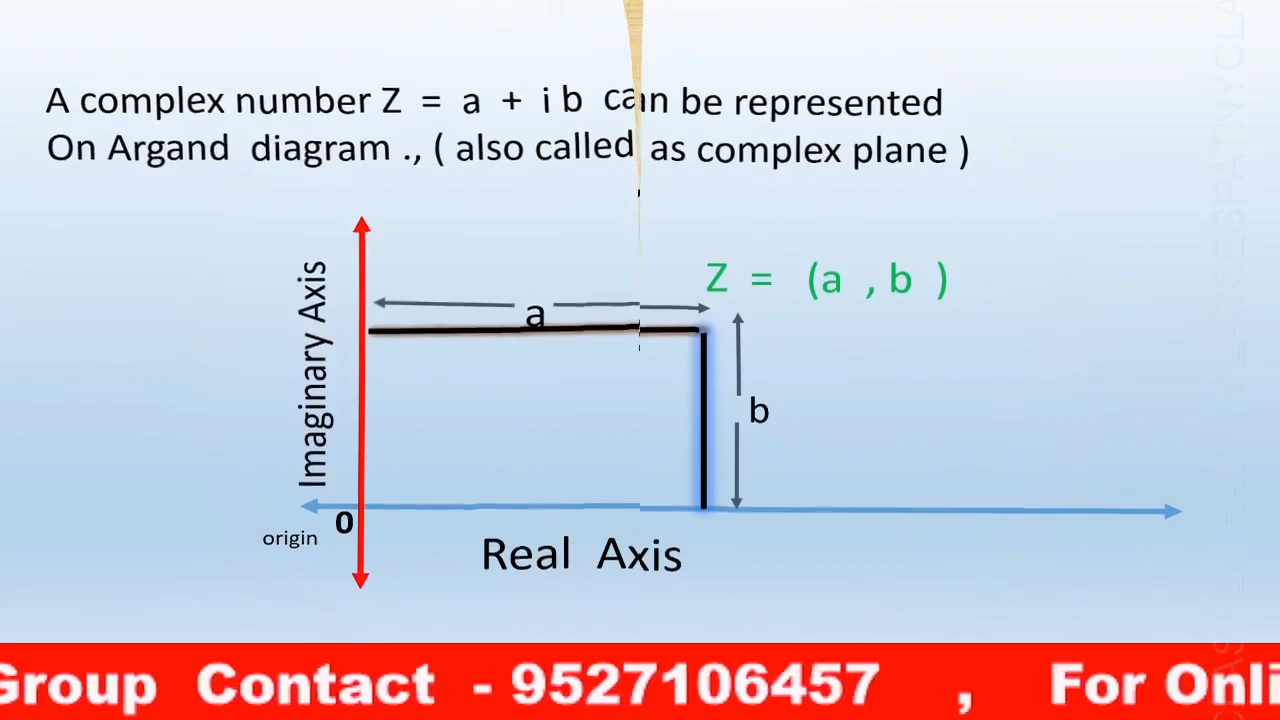 A complex number Z = a + i b can be represented
On Argand diagram ., ( also called as complex plane )
Imaginary Axis
Z = (a , b )
a
b
0
origin
Real Axis
Group Contact - 9527106457 , For Onli